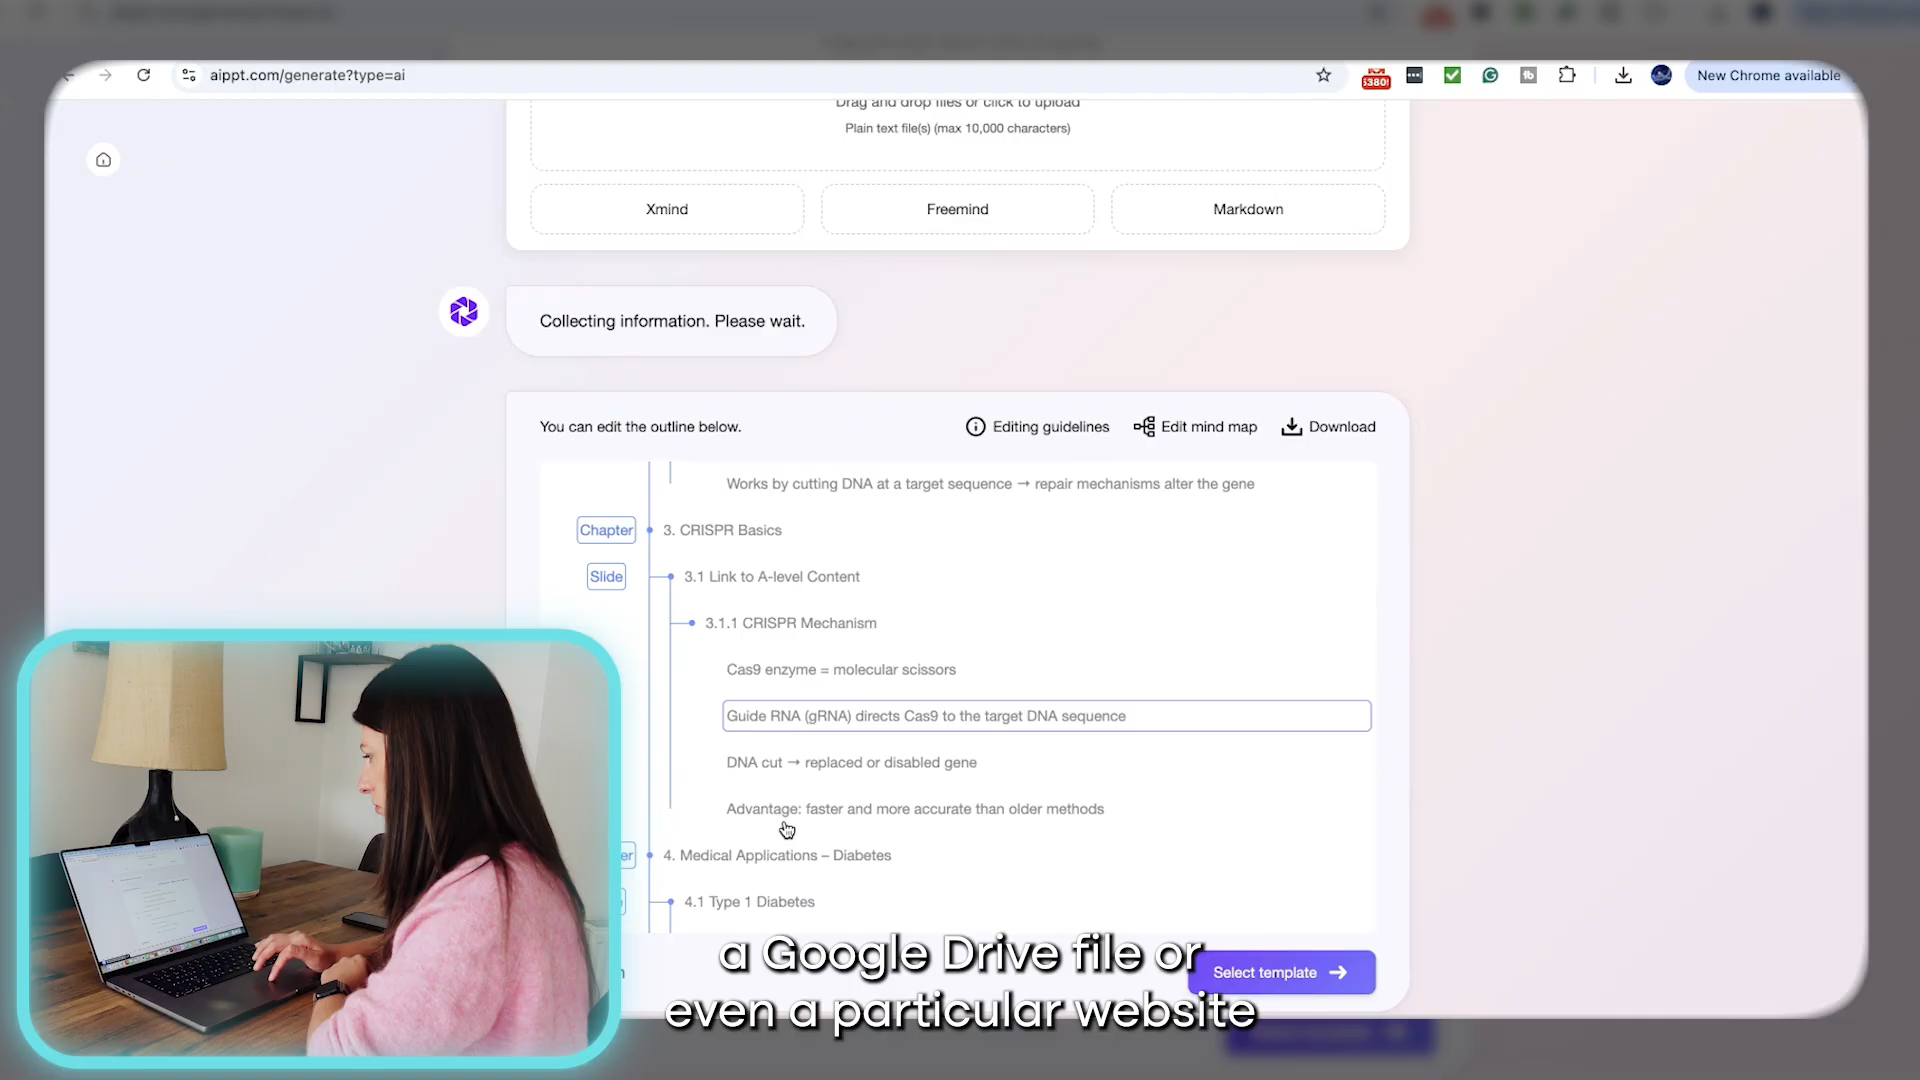 aippt.com/generate?type=ai
$380!
New Chrome available
Drag and drop files or click to upload
Plain text file(s) (max 10,000 characters)
Xmind
Freemind
Markdown
Collecting information. Please wait.
You can edit the outline below.
Editing guidelines
Edit mind map
Download
Works by cutting DNA at a target sequence → repair mechanisms alter the gene
Chapter
3. CRISPR Basics
Slide
3.1 Link to A-level Content
3.1.1 CRISPR Mechanism
Cas9 enzyme = molecular scissors
Guide RNA (gRNA) directs Cas9 to the target DNA sequence
DNA cut → replaced or disabled gene
Advantage: faster and more accurate than older methods
er
4. Medical Applications – Diabetes
4.1 Type 1 Diabetes
Select template
a Google Drive file or
even a particular website